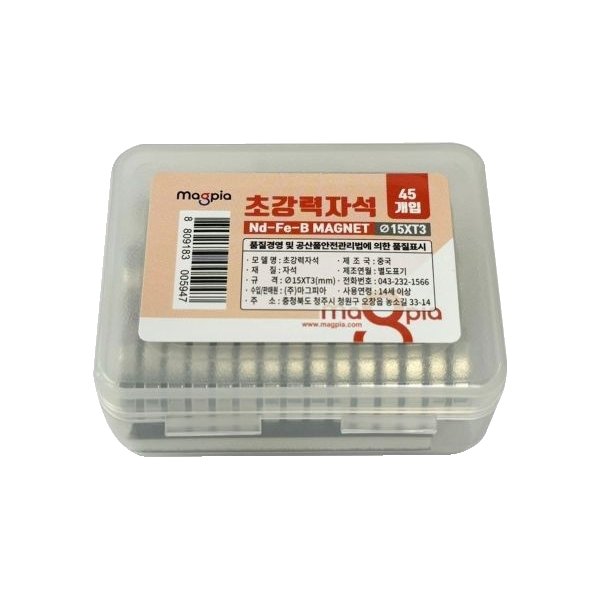 magpia
초강력자석
45
개입
Nd-Fe-B MAGNET
Ø15XT3
품질경영 및 공산품안전관리법에 의한 품질표시
· 모 델 명 : 초강력자석 · 제 조 국 : 중국
· 재 질 : 자석 · 제조연월 : 별도표기
· 규 격 : Ø15XT3(mm) · 전화번호 : 043-232-1566
· 수입/판매원 : (주)마그피아 · 사용연령 : 14세 이상
· 주 소 : 충청북도 청주시 청원구 오창읍 농소길 33-14
magpia
www.magpia.com
8 809183 005947